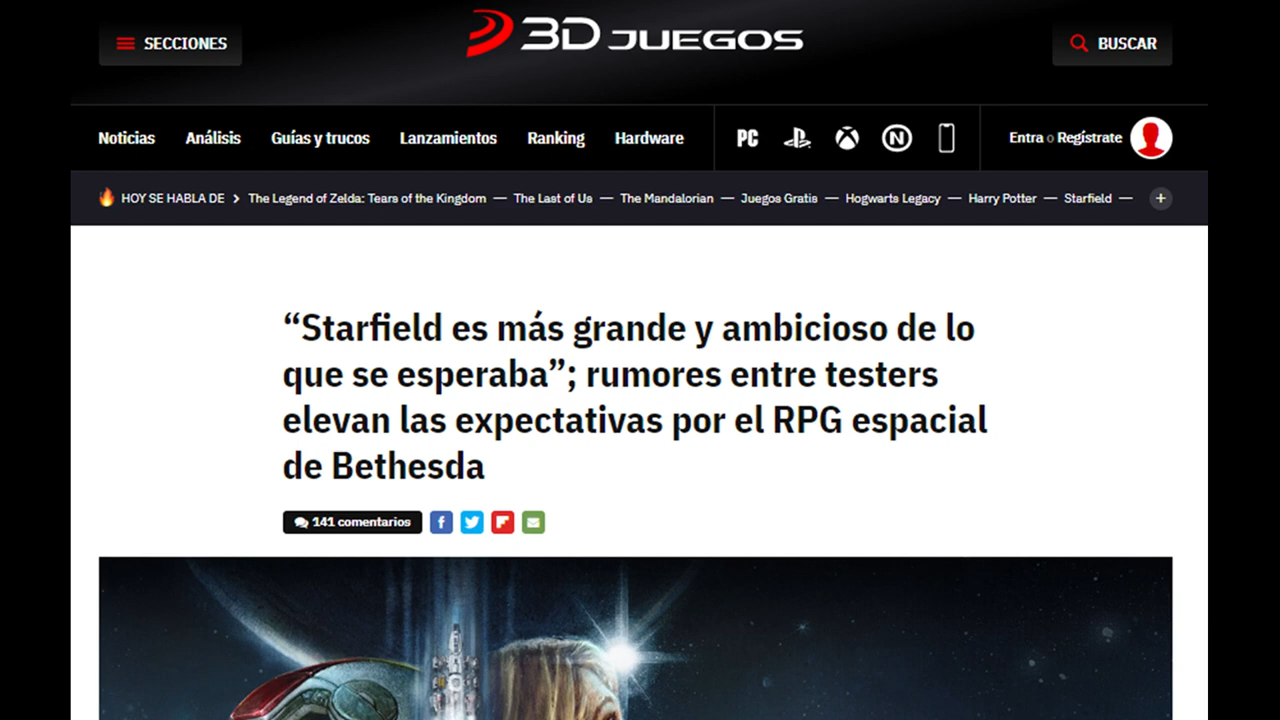 SECCIONES
3D JUEGOS
BUSCAR
Noticias Análisis Guías y trucos Lanzamientos Ranking Hardware PC N Entra o Regístrate
HOY SE HABLA DE The Legend of Zelda: Tears of the Kingdom — The Last of Us — The Mandalorian — Juegos Gratis — Hogwarts Legacy — Harry Potter — Starfield — +
“Starfield es más grande y ambicioso de lo
que se esperaba”; rumores entre testers
elevan las expectativas por el RPG espacial
de Bethesda
141 comentarios f